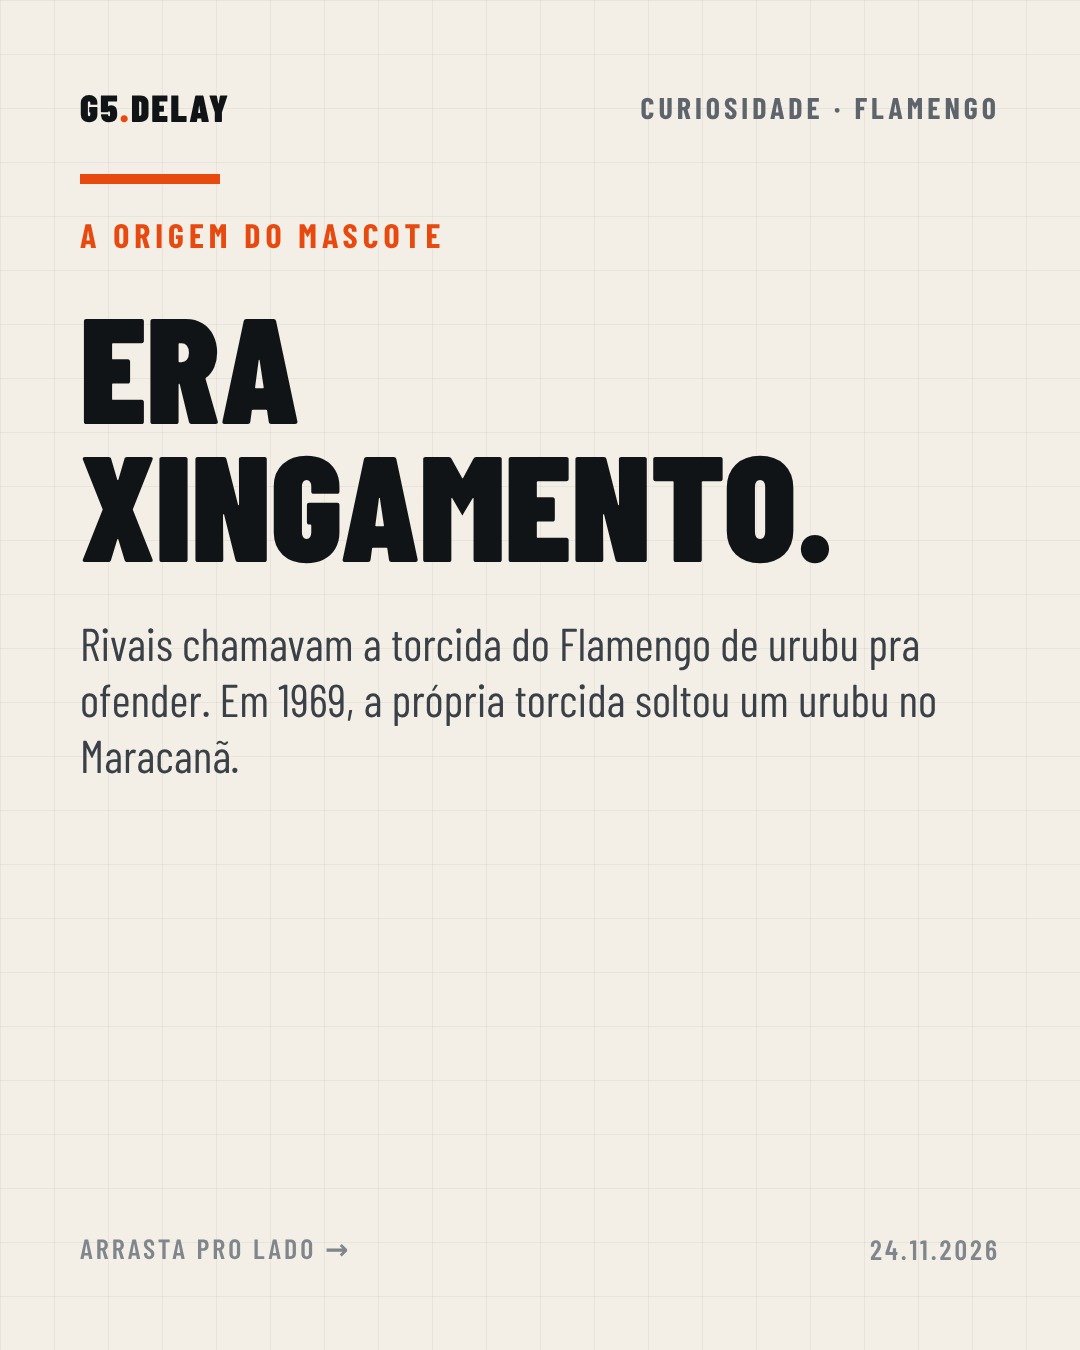 G5.DELAY
CURIOSIDADE · FLAMENGO
A ORIGEM DO MASCOTE
ERA
XINGAMENTO.
Rivais chamavam a torcida do Flamengo de urubu pra
ofender. Em 1969, a própria torcida soltou um urubu no
Maracanã.
ARRASTA PRO LADO →
24.11.2026